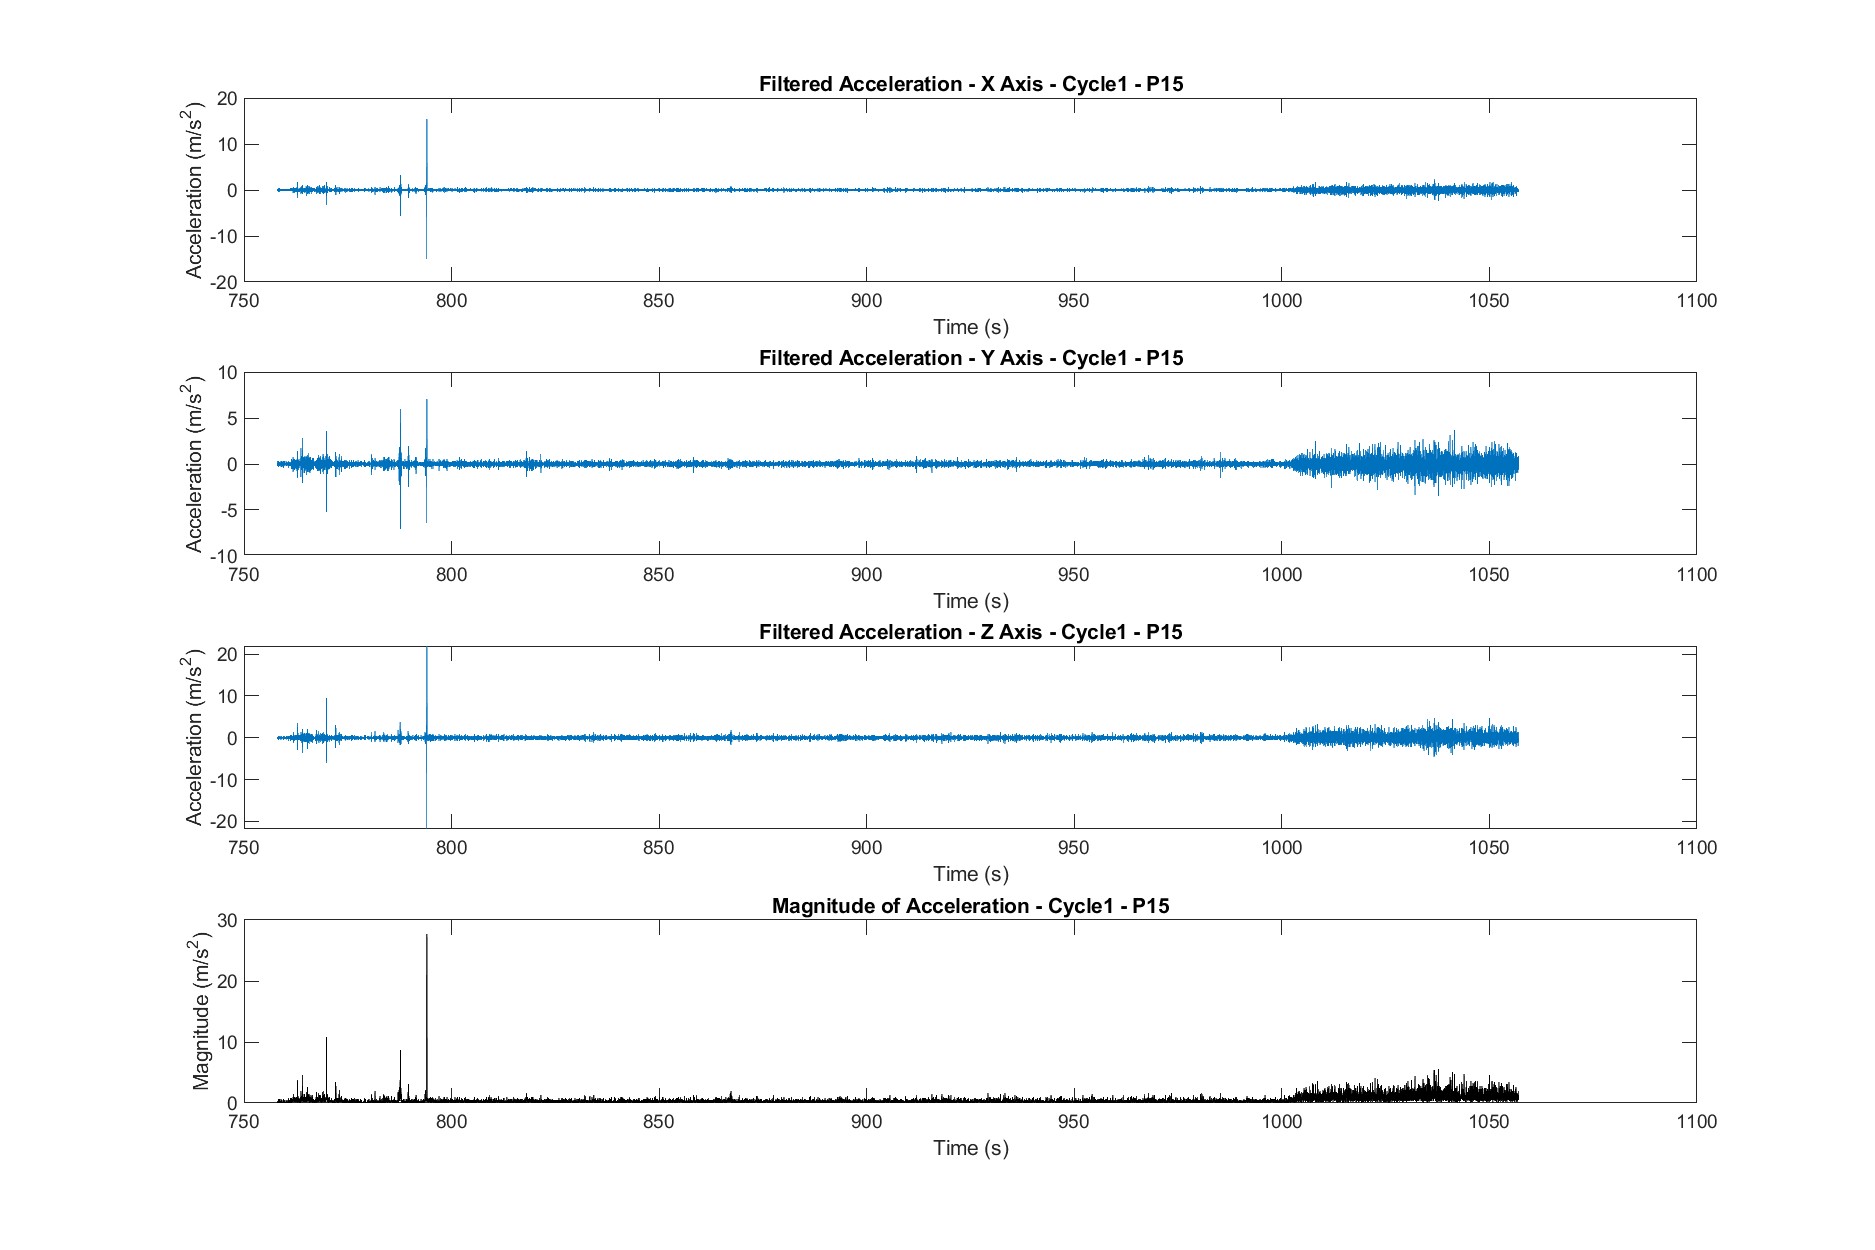 Filtered Acceleration - X Axis - Cycle1 - P15
Acceleration (m/s²)
20
10
0
-10
-20
750 800 850 900 950 1000 1050 1100
Time (s)
Filtered Acceleration - Y Axis - Cycle1 - P15
Acceleration (m/s²)
10
5
0
-5
-10
750 800 850 900 950 1000 1050 1100
Time (s)
Filtered Acceleration - Z Axis - Cycle1 - P15
Acceleration (m/s²)
20
10
0
-10
-20
750 800 850 900 950 1000 1050 1100
Time (s)
Magnitude of Acceleration - Cycle1 - P15
Magnitude (m/s²)
30
20
10
0
750 800 850 900 950 1000 1050 1100
Time (s)